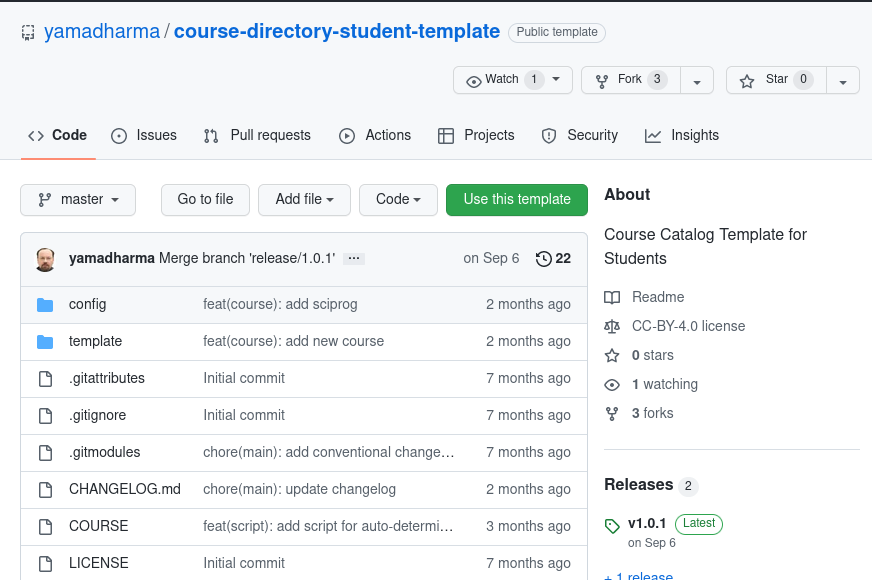 yamadharma / course-directory-student-template Public template
Watch 1 Fork 3 Star 0
Code Issues Pull requests Actions Projects Security Insights
master Go to file Add file Code Use this template
yamadharma Merge branch 'release/1.0.1' ... on Sep 6 22
config feat(course): add sciprog 2 months ago
template feat(course): add new course 2 months ago
.gitattributes Initial commit 7 months ago
.gitignore Initial commit 7 months ago
.gitmodules chore(main): add conventional change... 7 months ago
CHANGELOG.md chore(main): update changelog 2 months ago
COURSE feat(script): add script for auto-determi... 3 months ago
LICENSE Initial commit 7 months ago
About
Course Catalog Template for
Students
Readme
CC-BY-4.0 license
0 stars
1 watching
3 forks
Releases 2
v1.0.1 Latest
on Sep 6
+ 1 release